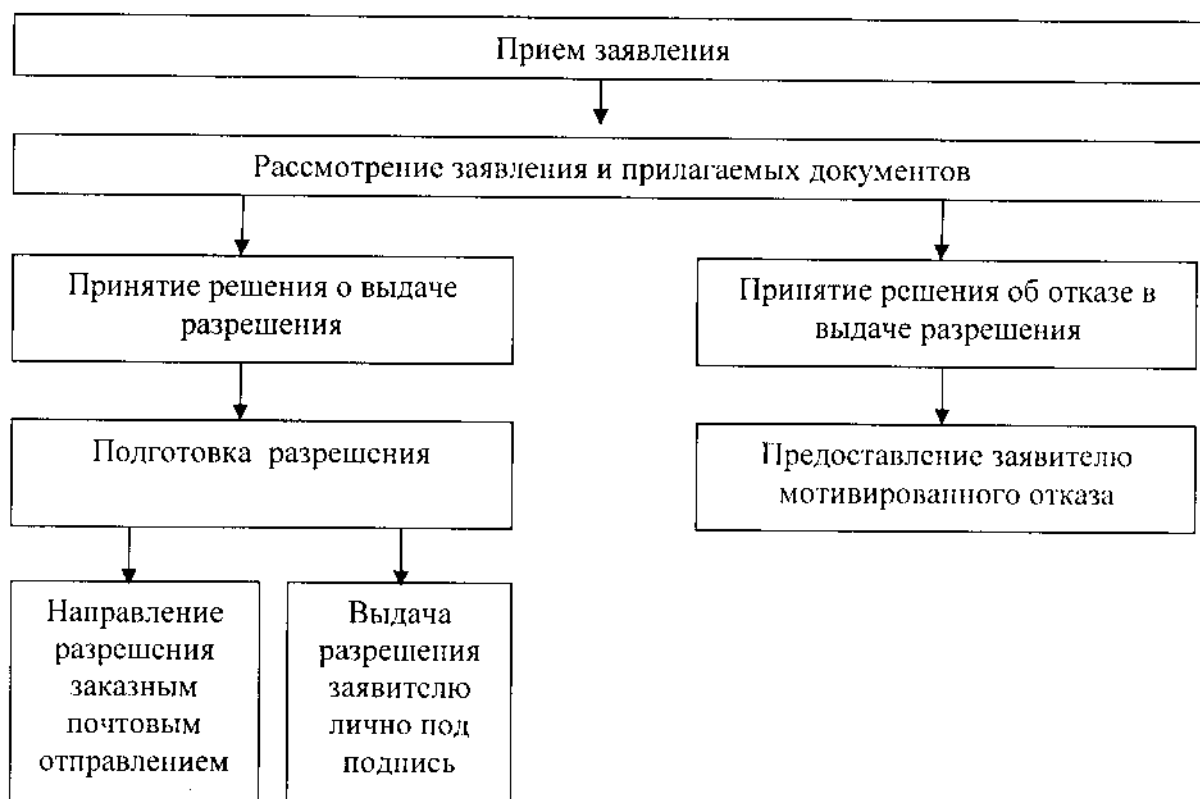 Прием заявления
Рассмотрение заявления и прилагаемых документов
Принятие решения о выдаче
разрешения
Принятие решения об отказе в
выдаче разрешения
Подготовка разрешения
Предоставление заявителю
мотивированного отказа
Направление
разрешения
заказным
почтовым
отправлением
Выдача
разрешения
заявителю
лично под
подпись